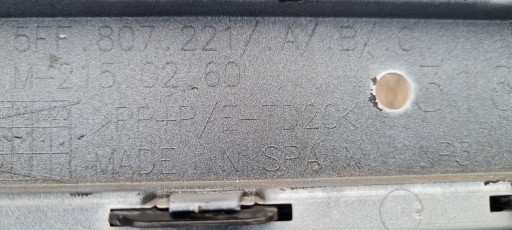 5FF.807.221/.A/.B/.C
M-215.02.60
>PP+P/E-TD20<
MADE IN SPAIN